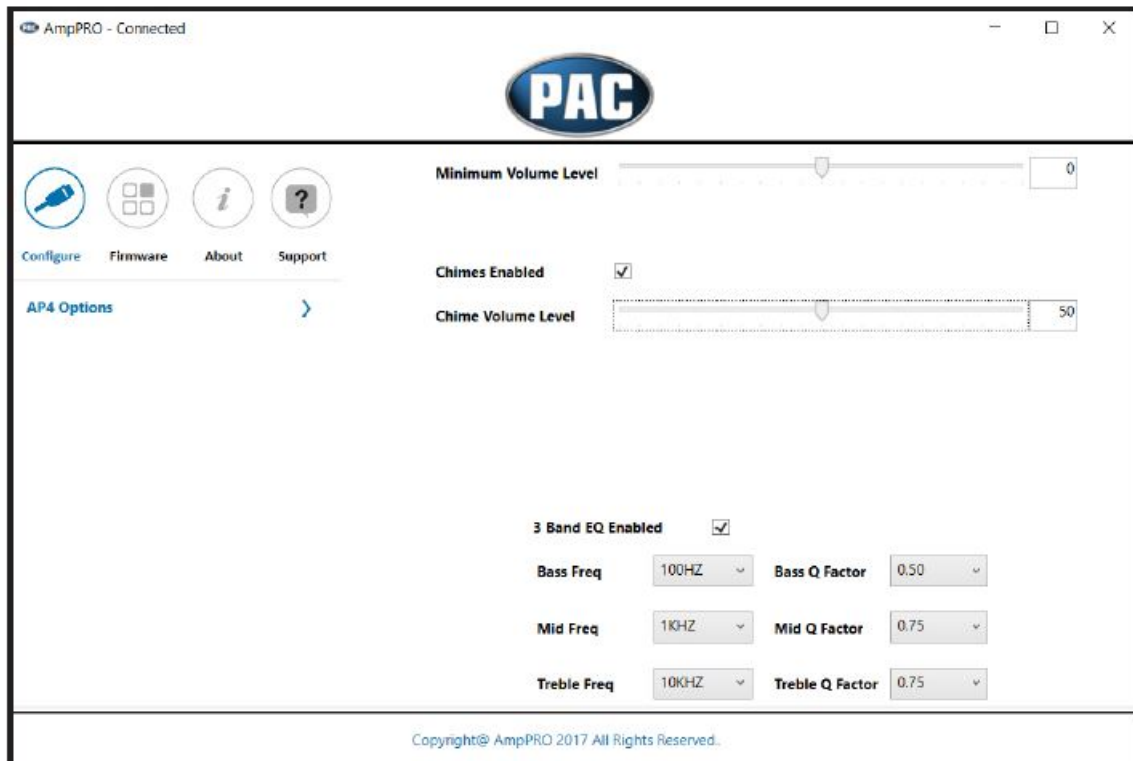 AmpPRO - Connected
PAC
Configure Firmware About Support
AP4 Options
Minimum Volume Level 0
Chimes Enabled
Chime Volume Level 50
3 Band EQ Enabled
Bass Freq 100HZ Bass Q Factor 0.50
Mid Freq 1KHZ Mid Q Factor 0.75
Treble Freq 10KHZ Treble Q Factor 0.75
Copyright@ AmpPRO 2017 All Rights Reserved..